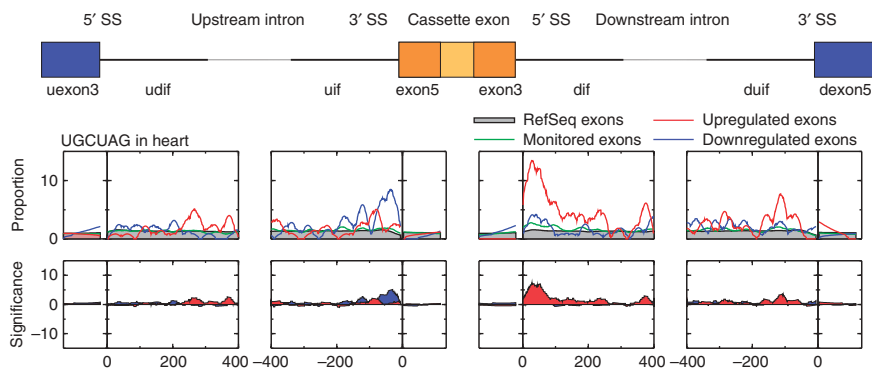 5′ SS Upstream intron 3′ SS Cassette exon 5′ SS Downstream intron 3′ SS
uexon3 udif uif exon5 exon3 dif duif dexon5
RefSeq exons Upregulated exons
UGCUAG in heart Monitored exons Downregulated exons
Proportion
10
0
Significance
10
0
−10
0 200 400 −400 −200 0 0 200 400 −400 −200 0